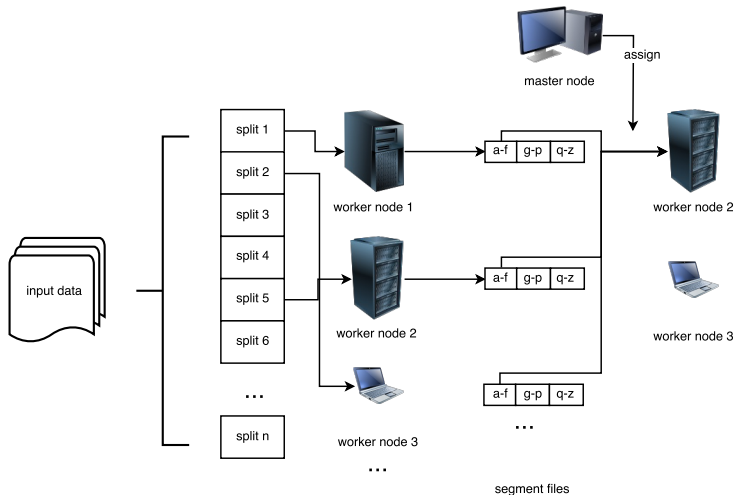 assign
master node
split 1
split 2
split 3
split 4
split 5
split 6
...
split n
input data
worker node 1
worker node 2
worker node 3
...
a-f g-p q-z
a-f g-p q-z
a-f g-p q-z
...
segment files
worker node 2
worker node 3